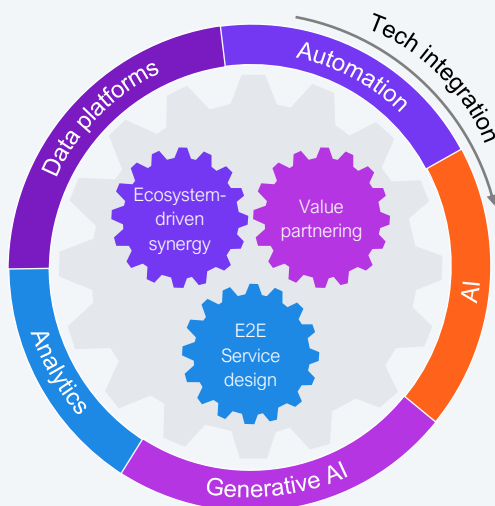 Tech integration
Automation
Data platforms
AI
Analytics
Generative AI
Ecosystem-
driven
synergy
Value
partnering
E2E
Service
design